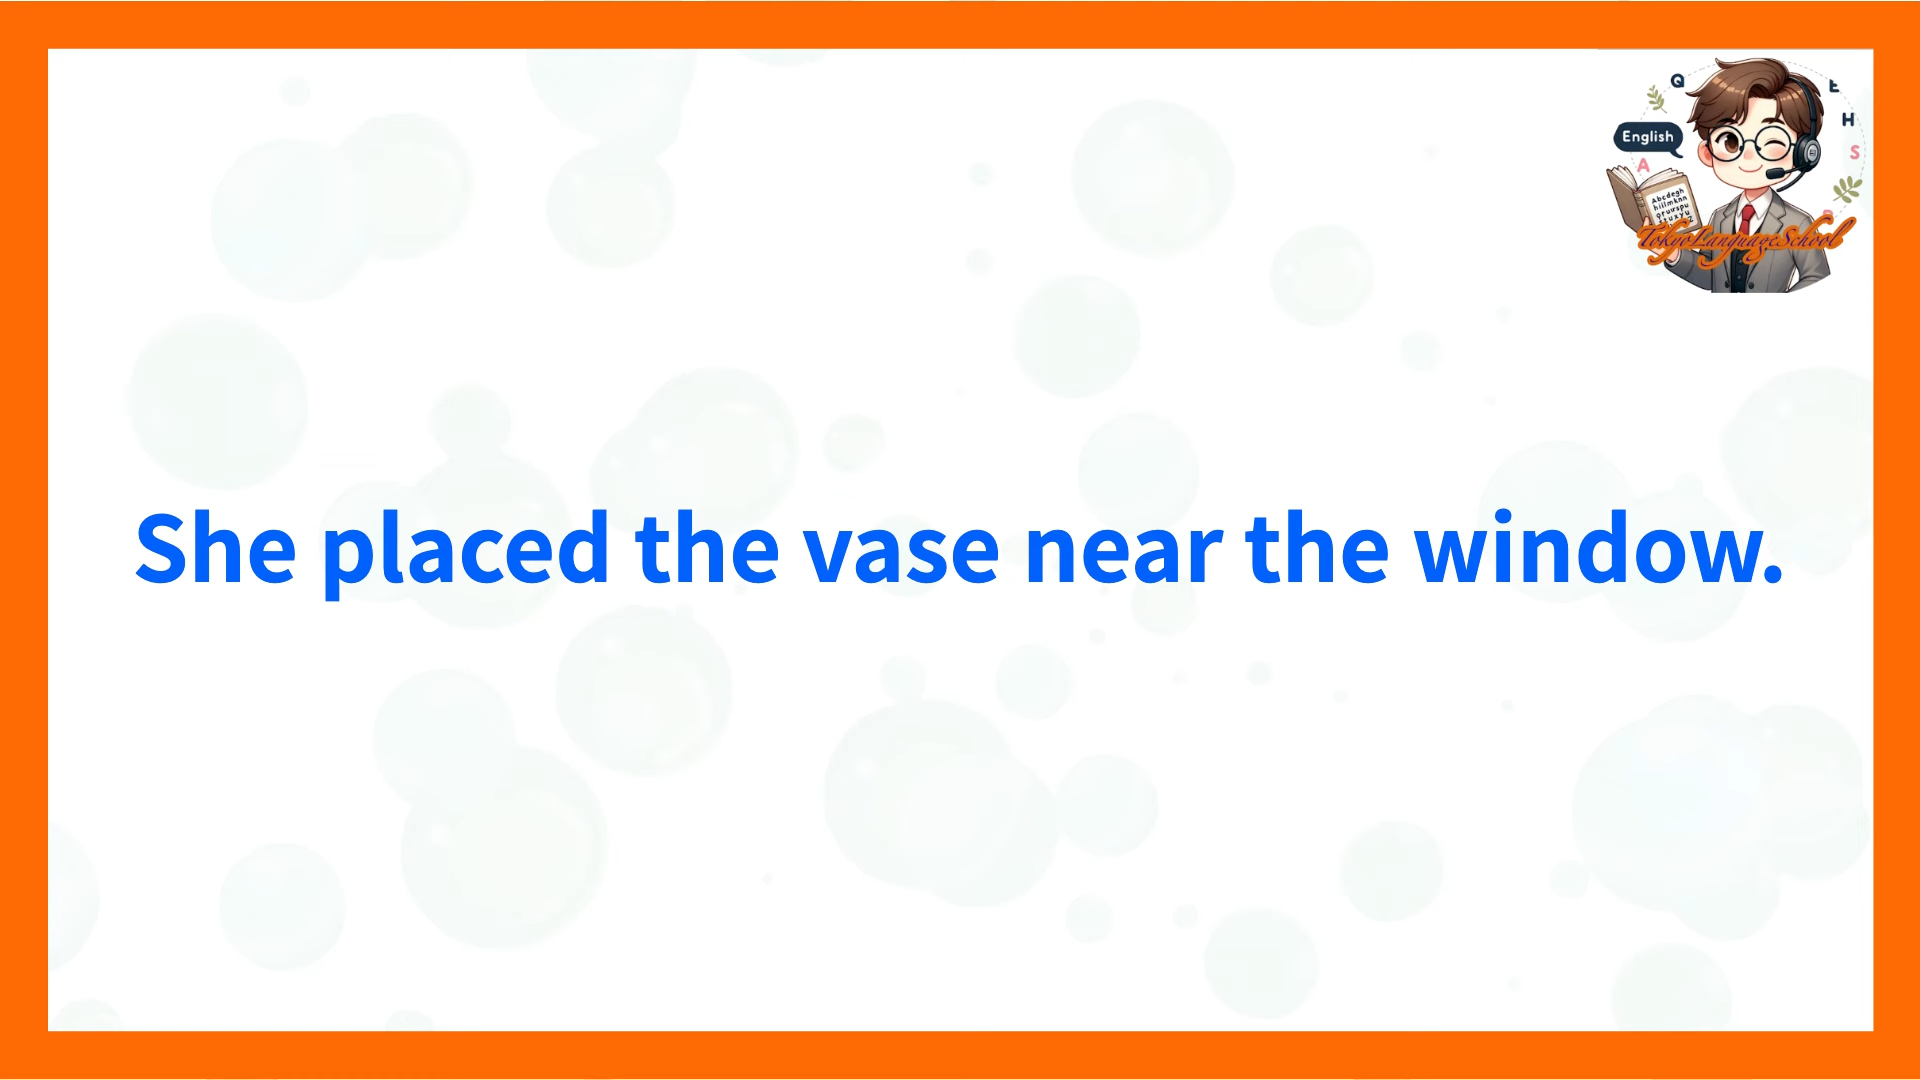 English
TokyoLanguageSchool
She placed the vase near the window.